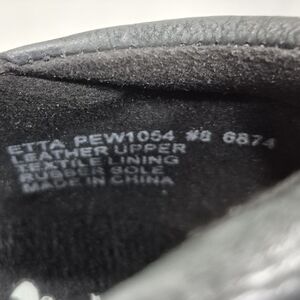 ETTA PEW1054 #8 6874
LEATHER UPPER
TEXTILE LINING
RUBBER SOLE
MADE IN CHINA